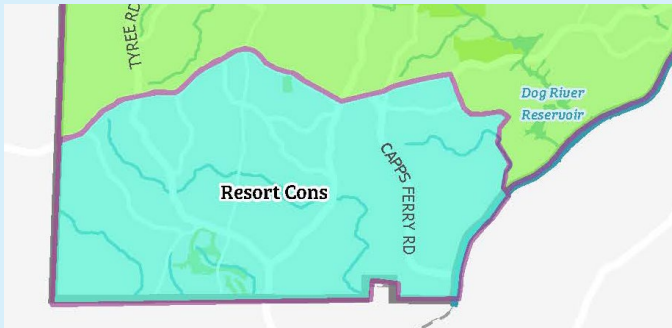 TYREE RD
Dog River
Reservoir
CAPPS FERRY RD
Resort Cons